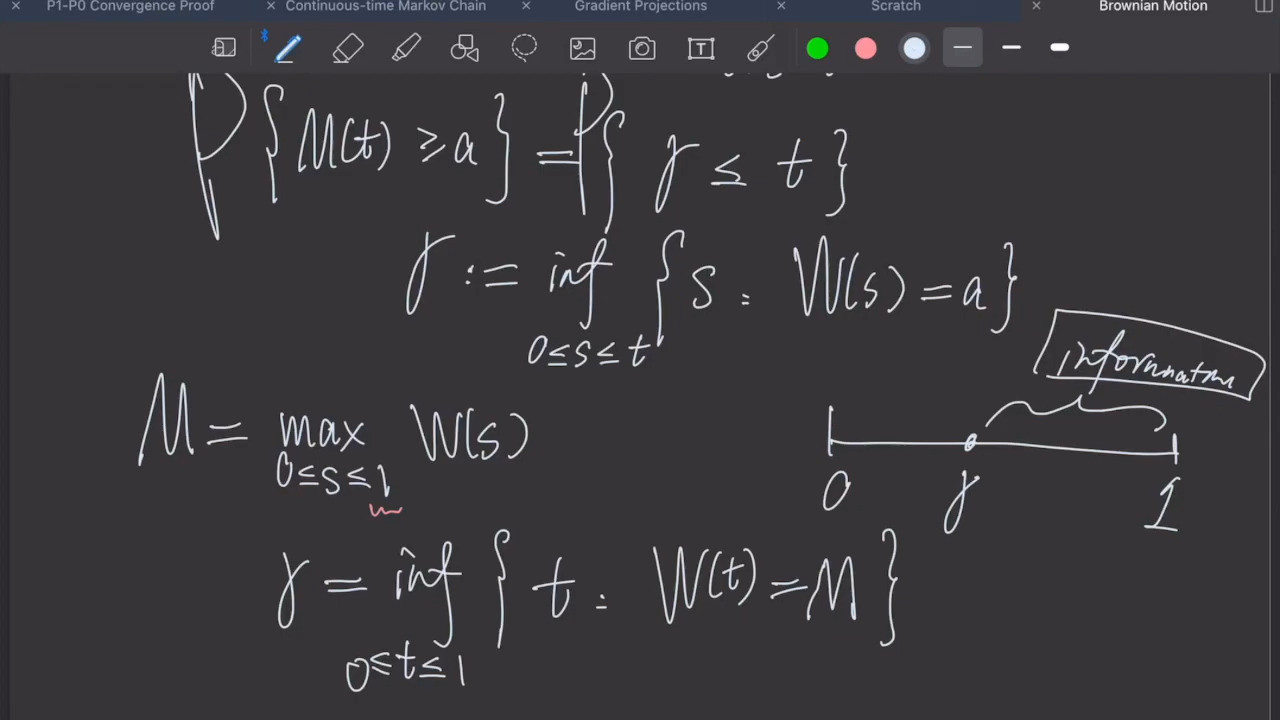 P1-P0 Convergence Proof
Continuous-time Markov Chain
Gradient Projections
Scratch
Brownian Motion
P{M(t) ≥ a} = P{γ ≤ t}
γ := inf {s : W(s) = a}
0≤s≤t
information
M = max W(s)
0≤s≤1
0 γ 1
γ = inf {t : W(t) = M}
0≤t≤1